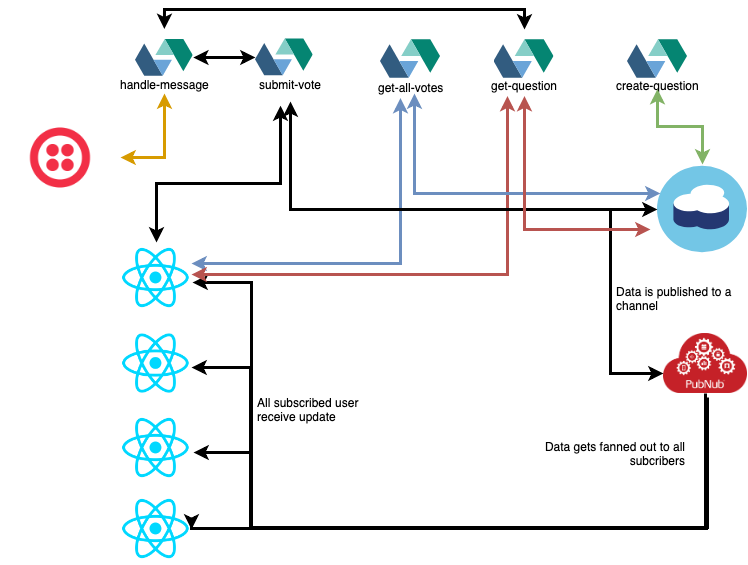 handle-message
submit-vote
get-all-votes
get-question
create-question
Data is published to a
channel
PubNub
All subscribed user
receive update
Data gets fanned out to all
subcribers